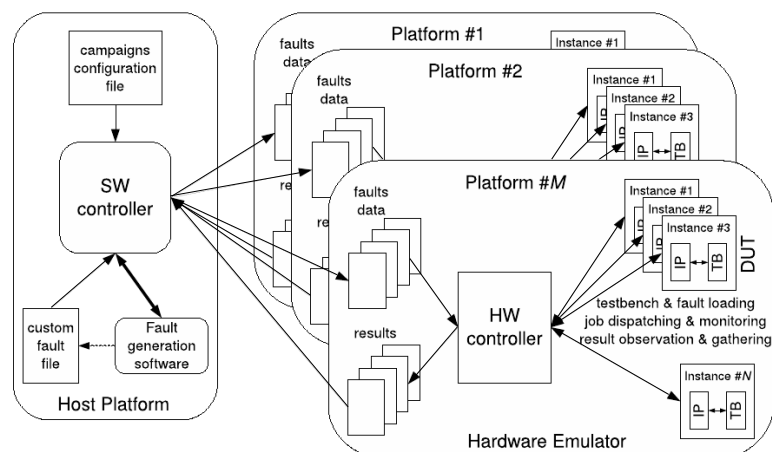 campaigns
configuration
file
SW
controller
custom
fault
file
Fault
generation
software
Host Platform
Platform #1
faults
data
Instance #1
Platform #2
faults
data
Instance #1
Instance #2
Instance #3
IP
TB
Platform #M
faults
data
results
HW
controller
Instance #1
Instance #2
Instance #3
IP
TB
DUT
testbench & fault loading
job dispatching & monitoring
result observation & gathering
Instance #N
IP
TB
Hardware Emulator